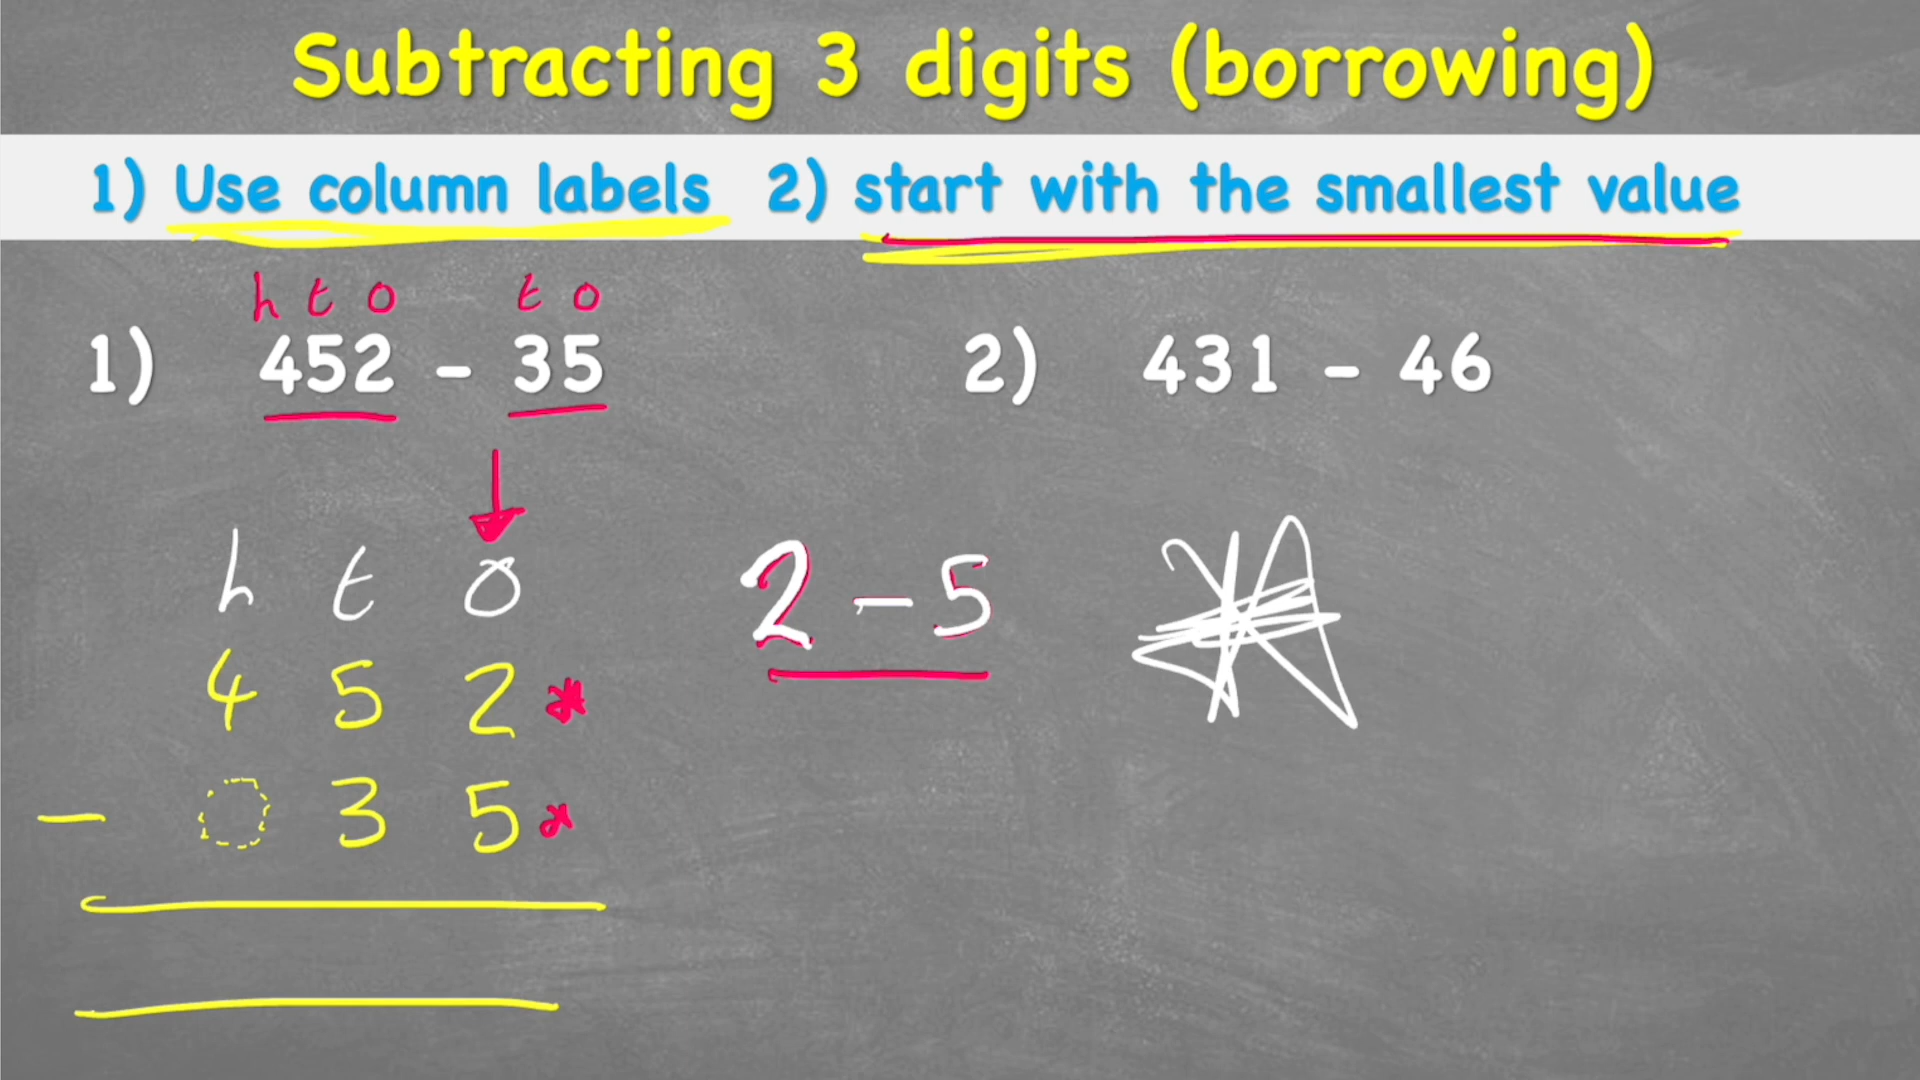 Subtracting 3 digits (borrowing)
1) Use column labels 2) start with the smallest value
h t o t o
1) 452 - 35
2) 431 - 46
h t o
2 - 5
4 5 2 *
- 0 3 5 *